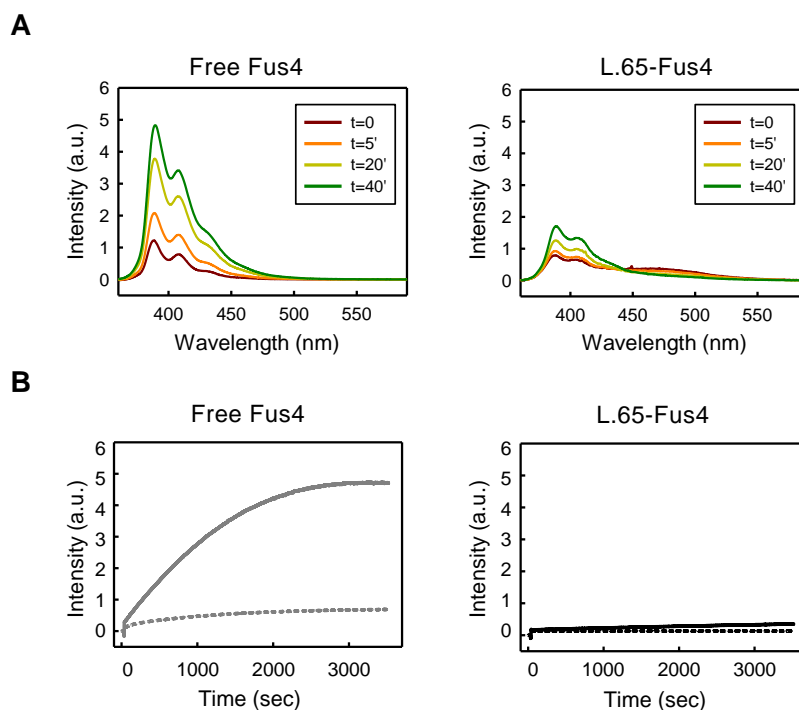 A
Free Fus4
6
5
4
3
2
1
0
Intensity (a.u.)
t=0
t=5'
t=20'
t=40'
400
450
500
550
Wavelength (nm)
L.65-Fus4
6
5
4
3
2
1
0
Intensity (a.u.)
t=0
t=5'
t=20'
t=40'
400
450
500
550
Wavelength (nm)
B
Free Fus4
6
5
4
3
2
1
0
Intensity (a.u.)
0
1000
2000
3000
Time (sec)
L.65-Fus4
6
5
4
3
2
1
0
Intensity (a.u.)
0
1000
2000
3000
Time (sec)